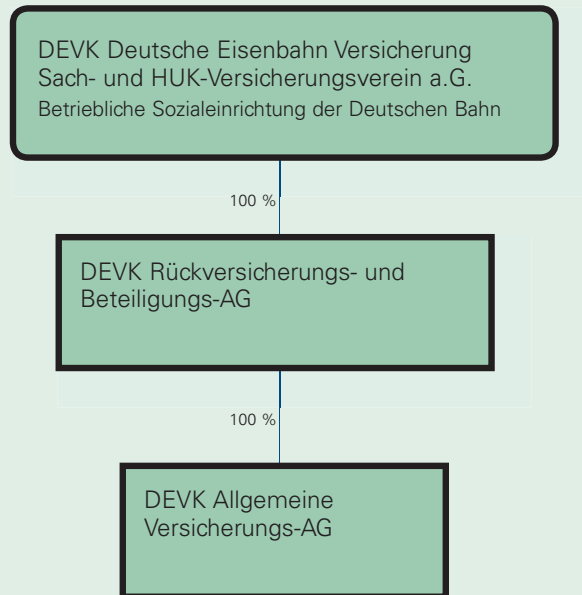 DEVK Deutsche Eisenbahn Versicherung
Sach- und HUK-Versicherungsverein a.G.
Betriebliche Sozialeinrichtung der Deutschen Bahn
100 %
DEVK Rückversicherungs- und
Beteiligungs-AG
100 %
DEVK Allgemeine
Versicherungs-AG